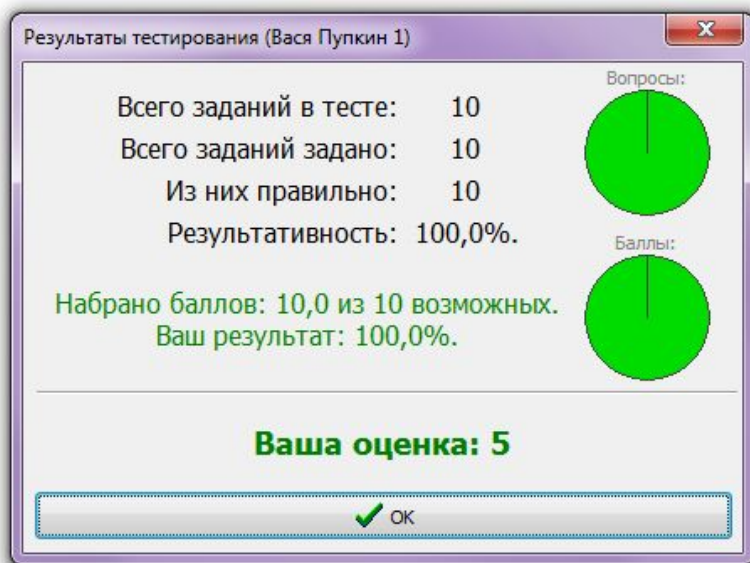 Результаты тестирования (Вася Пупкин 1)
Вопросы:
Всего заданий в тесте: 10
Всего заданий задано: 10
Из них правильно: 10
Результативность: 100,0%.
Баллы:
Набрано баллов: 10,0 из 10 возможных.
Ваш результат: 100,0%.
Ваша оценка: 5
ОК